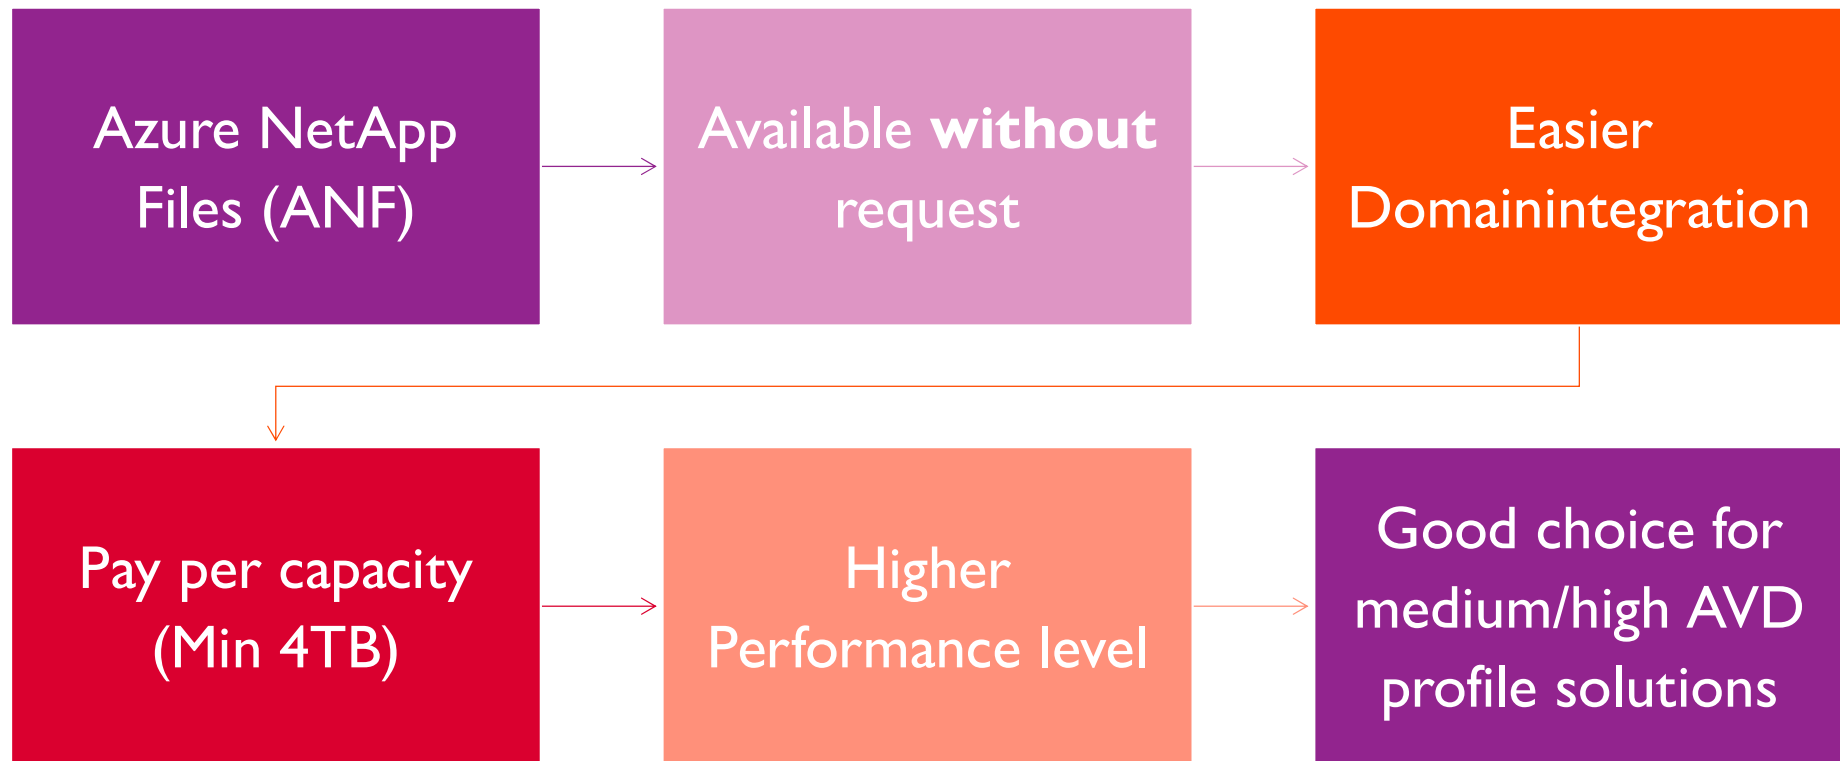 Azure NetApp
Files (ANF)
Available without
request
Easier
Domainintegration
Pay per capacity
(Min 4TB)
Higher
Performance level
Good choice for
medium/high AVD
profile solutions